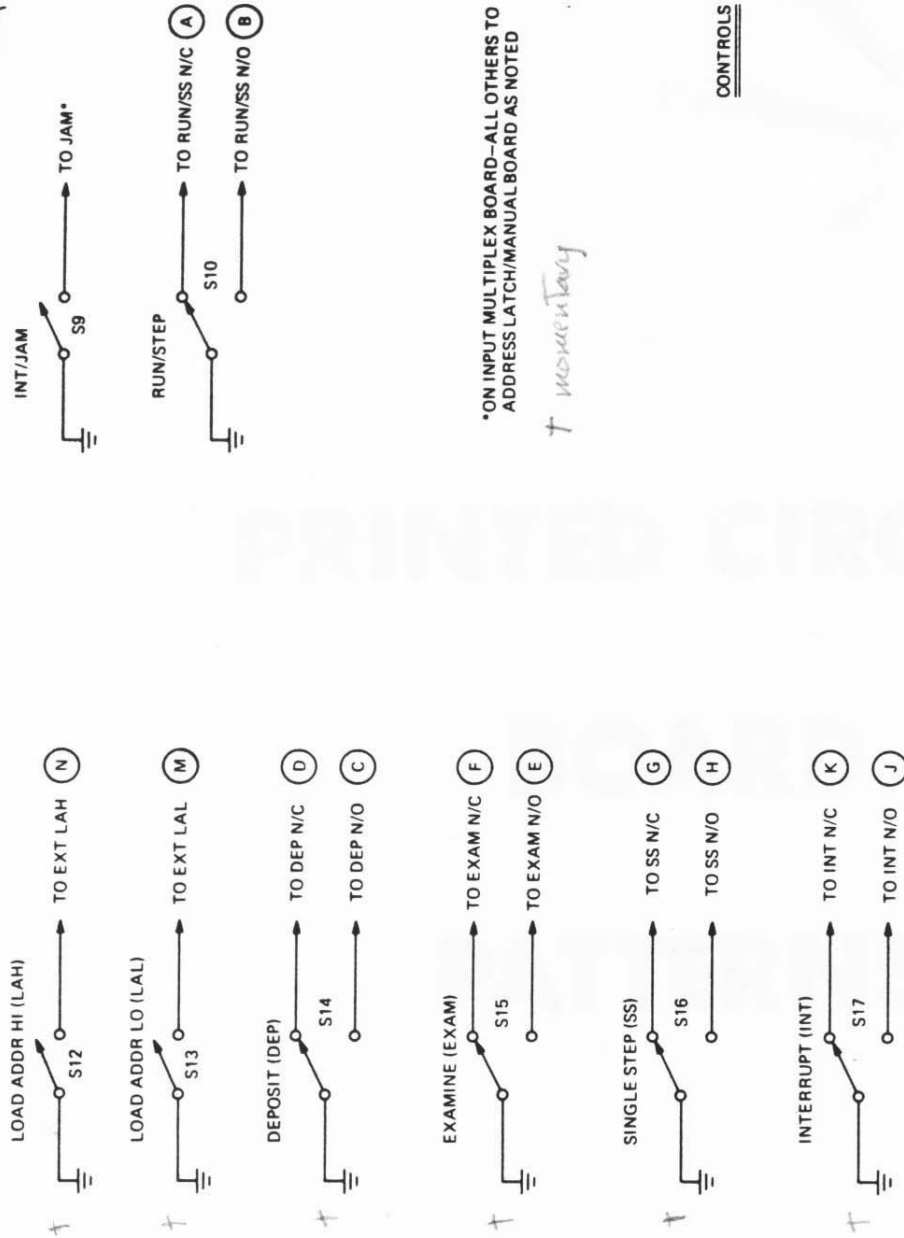 INT/JAM
S9
TO JAM*
RUN/STEP
S10
TO RUN/SS N/C A
TO RUN/SS N/O B
*ON INPUT MULTIPLEX BOARD–ALL OTHERS TO
ADDRESS LATCH/MANUAL BOARD AS NOTED
† momentary
CONTROLS
LOAD ADDR HI (LAH)
†
S12
TO EXT LAH N
LOAD ADDR LO (LAL)
†
S13
TO EXT LAL M
DEPOSIT (DEP)
†
S14
TO DEP N/C D
TO DEP N/O C
EXAMINE (EXAM)
†
S15
TO EXAM N/C F
TO EXAM N/O E
SINGLE STEP (SS)
†
S16
TO SS N/C G
TO SS N/O H
INTERRUPT (INT)
†
S17
TO INT N/C K
TO INT N/O J
PRINTED CIRC
BOARD
PATTERNS